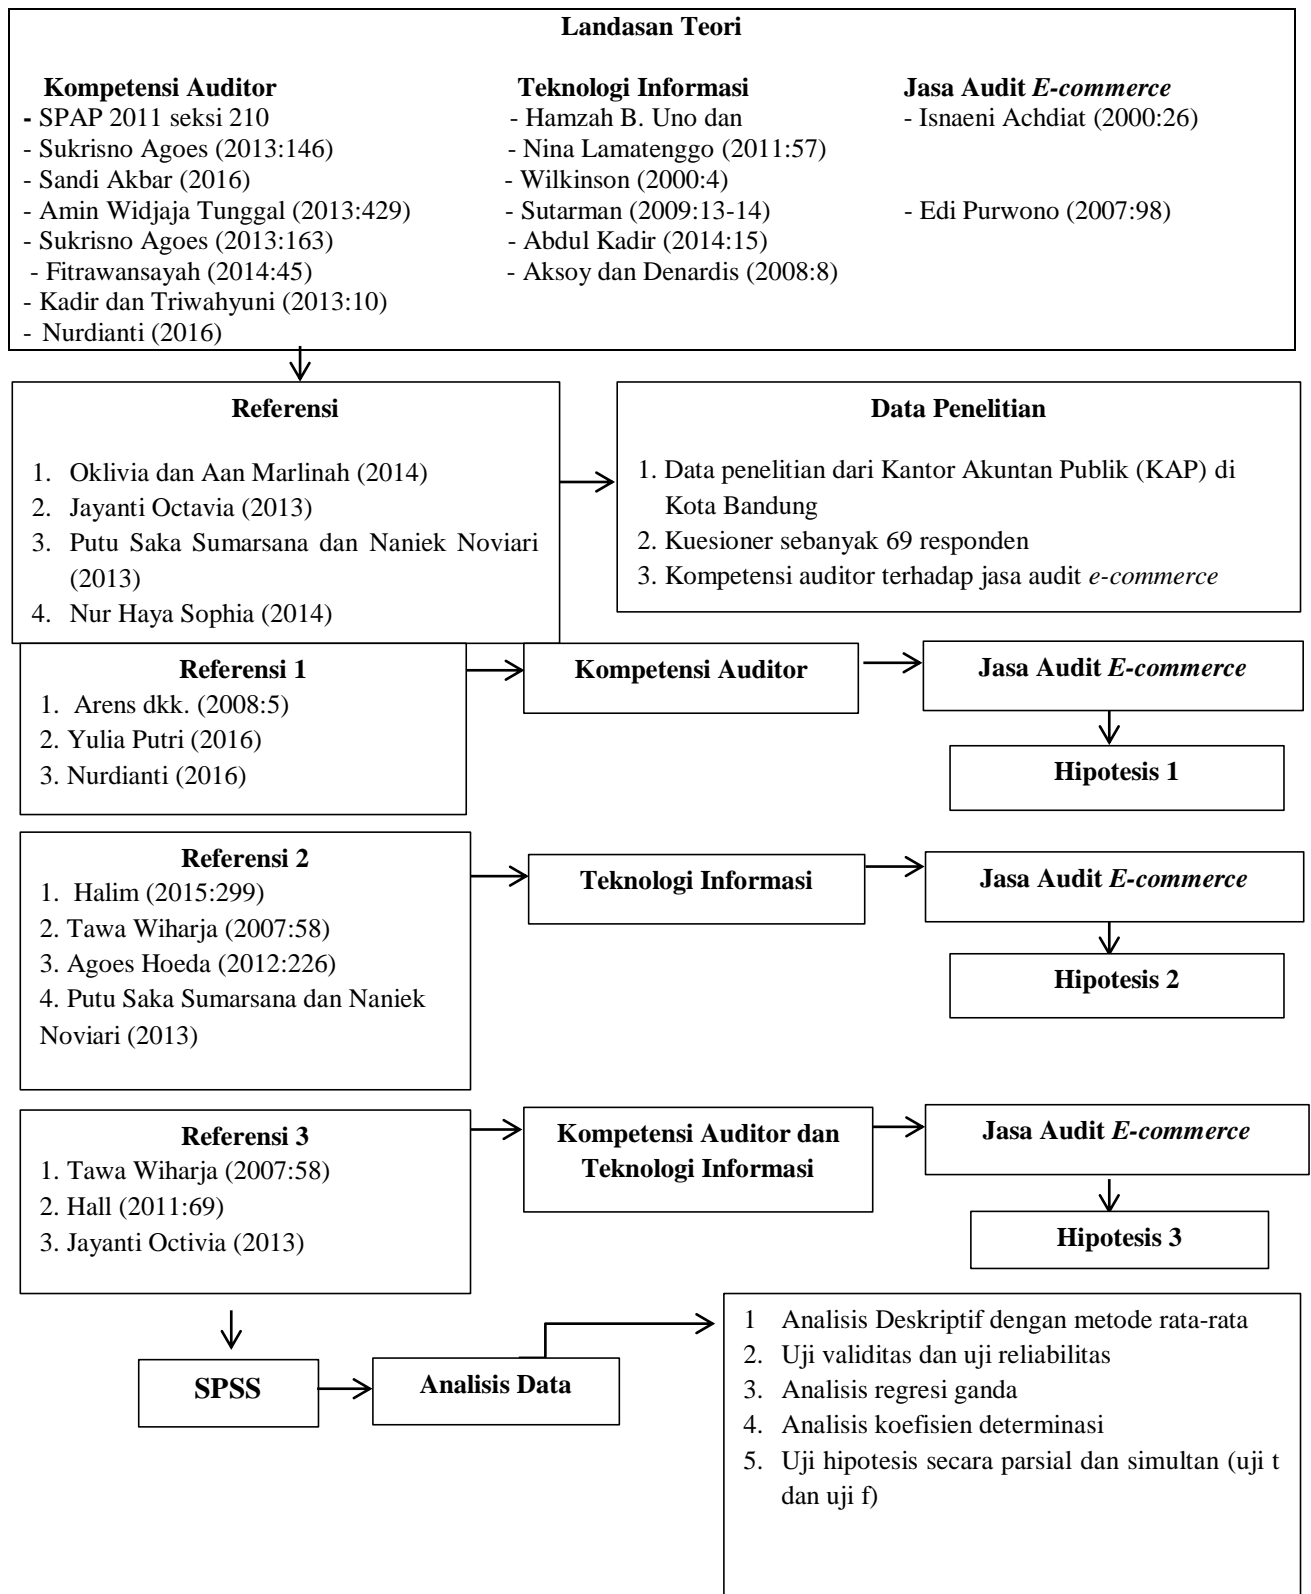 Landasan Teori
Kompetensi Auditor
- SPAP 2011 seksi 210
- Sukrisno Agoes (2013:146)
- Sandi Akbar (2016)
- Amin Widjaja Tunggal (2013:429)
- Sukrisno Agoes (2013:163)
- Fitrawansayah (2014:45)
- Kadir dan Triwahyuni (2013:10)
- Nurdianti (2016)
Teknologi Informasi
- Hamzah B. Uno dan
- Nina Lamatenggo (2011:57)
- Wilkinson (2000:4)
- Sutarman (2009:13-14)
- Abdul Kadir (2014:15)
- Aksoy dan Denardis (2008:8)
Jasa Audit E-commerce
- Isnaeni Achdiat (2000:26)
- Edi Purwono (2007:98)
Referensi
1. Oklivia dan Aan Marlinah (2014)
2. Jayanti Octavia (2013)
3. Putu Saka Sumarsana dan Naniek Noviari
(2013)
4. Nur Haya Sophia (2014)
Data Penelitian
1. Data penelitian dari Kantor Akuntan Publik (KAP) di
Kota Bandung
2. Kuesioner sebanyak 69 responden
3. Kompetensi auditor terhadap jasa audit e-commerce
Referensi 1
1. Arens dkk. (2008:5)
2. Yulia Putri (2016)
3. Nurdianti (2016)
Kompetensi Auditor
Jasa Audit E-commerce
Hipotesis 1
Referensi 2
1. Halim (2015:299)
2. Tawa Wiharja (2007:58)
3. Agoes Hoeda (2012:226)
4. Putu Saka Sumarsana dan Naniek
Noviari (2013)
Teknologi Informasi
Jasa Audit E-commerce
Hipotesis 2
Referensi 3
1. Tawa Wiharja (2007:58)
2. Hall (2011:69)
3. Jayanti Octivia (2013)
Kompetensi Auditor dan
Teknologi Informasi
Jasa Audit E-commerce
Hipotesis 3
SPSS
Analisis Data
1 Analisis Deskriptif dengan metode rata-rata
2. Uji validitas dan uji reliabilitas
3. Analisis regresi ganda
4. Analisis koefisien determinasi
5. Uji hipotesis secara parsial dan simultan (uji t
dan uji f)